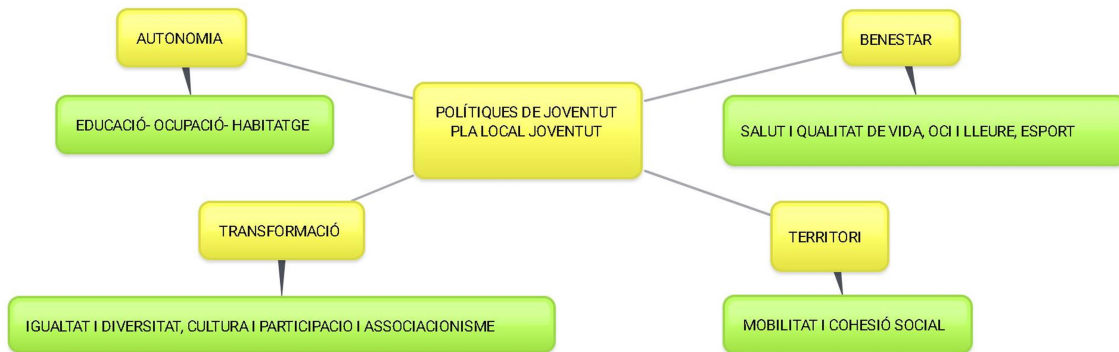 AUTONOMIA
BENESTAR
POLÍTIQUES DE JOVENTUT
PLA LOCAL JOVENTUT
EDUCACIÓ- OCUPACIÓ- HABITATGE
SALUT I QUALITAT DE VIDA, OCI I LLEURE, ESPORT
TRANSFORMACIÓ
TERRITORI
IGUALTAT I DIVERSITAT, CULTURA I PARTICIPACIO I ASSOCIACIONISME
MOBILITAT I COHESIÓ SOCIAL